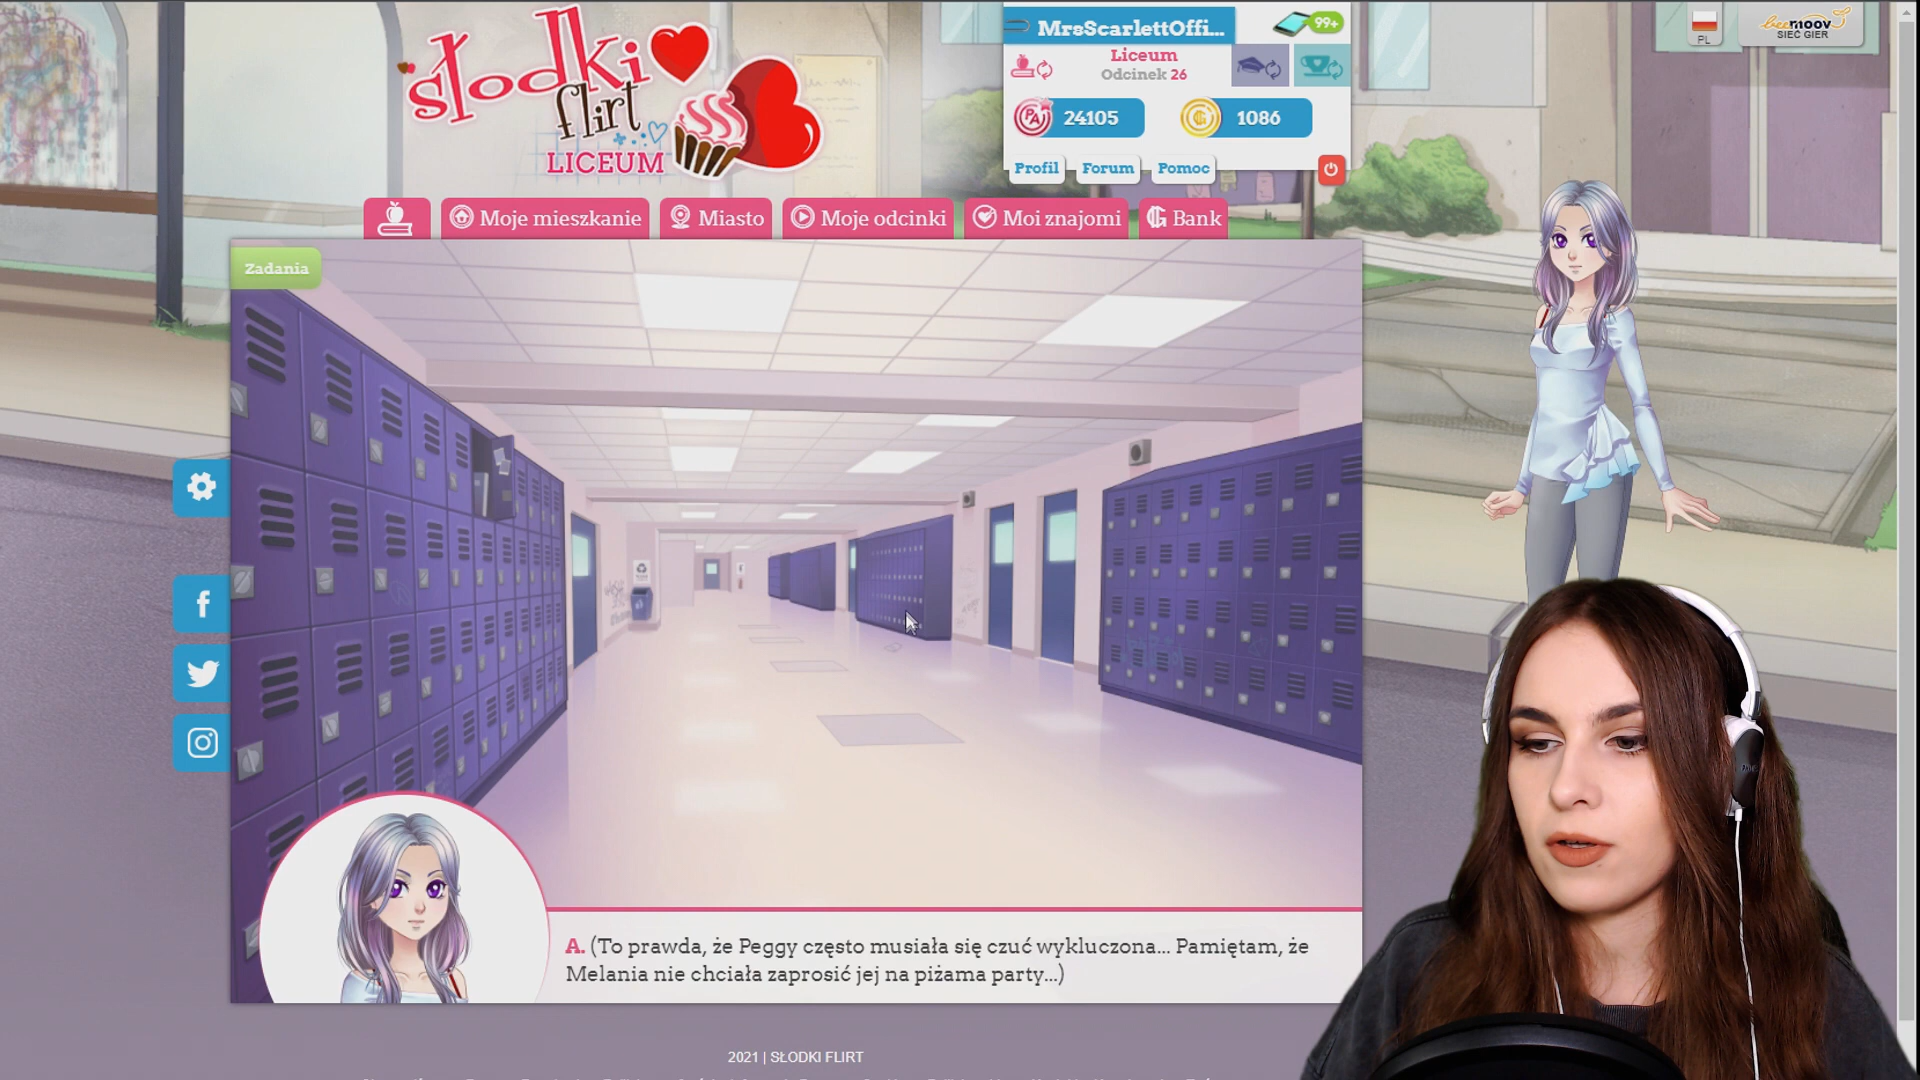 słodki
flirt
LICEUM
MrsScarlettOffi...
99+
Liceum
Odcinek 26
PA
24105
G
1086
Profil
Forum
Pomoc
PL
beemoov
SIEĆ GIER
Moje mieszkanie
Miasto
Moje odcinki
Moi znajomi
Bank
Zadania
A. (To prawda, że Peggy często musiała się czuć wykluczona... Pamiętam, że
Melania nie chciała zaprosić jej na piżama party...)
2021 | SŁODKI FLIRT